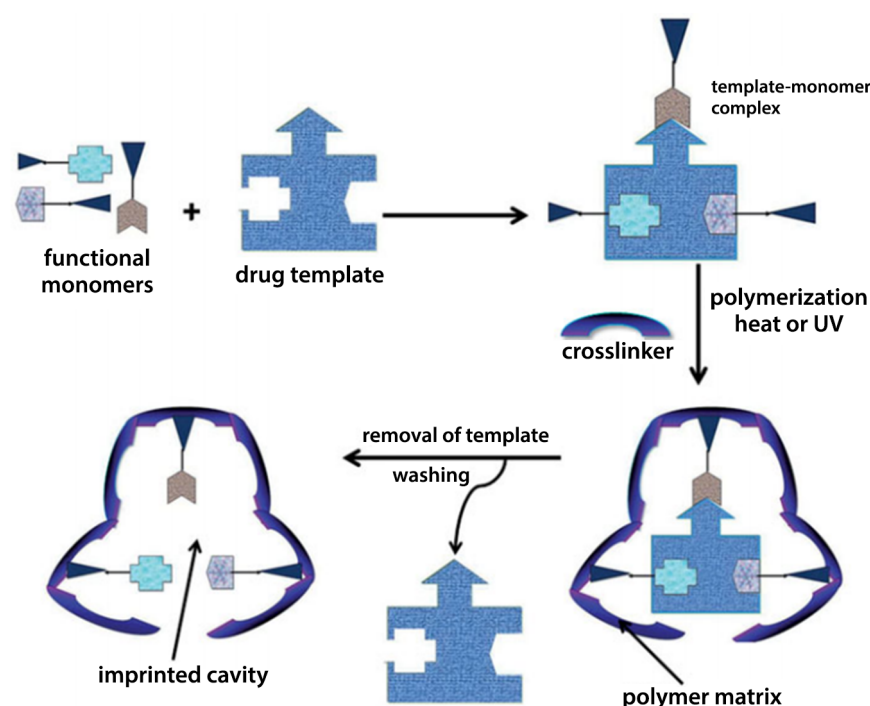 template-monomer
complex
+
functional
monomers
drug template
polymerization
heat or UV
crosslinker
removal of template
washing
imprinted cavity
polymer matrix